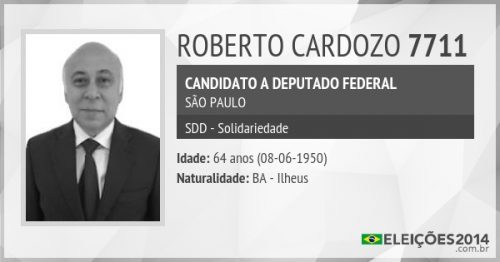 ROBERTO CARDOZO 7711
CANDIDATO A DEPUTADO FEDERAL
SÃO PAULO
SDD - Solidariedade
Idade: 64 anos (08-06-1950)
Naturalidade: BA - Ilheus
ELEIÇÕES2014
.com.br